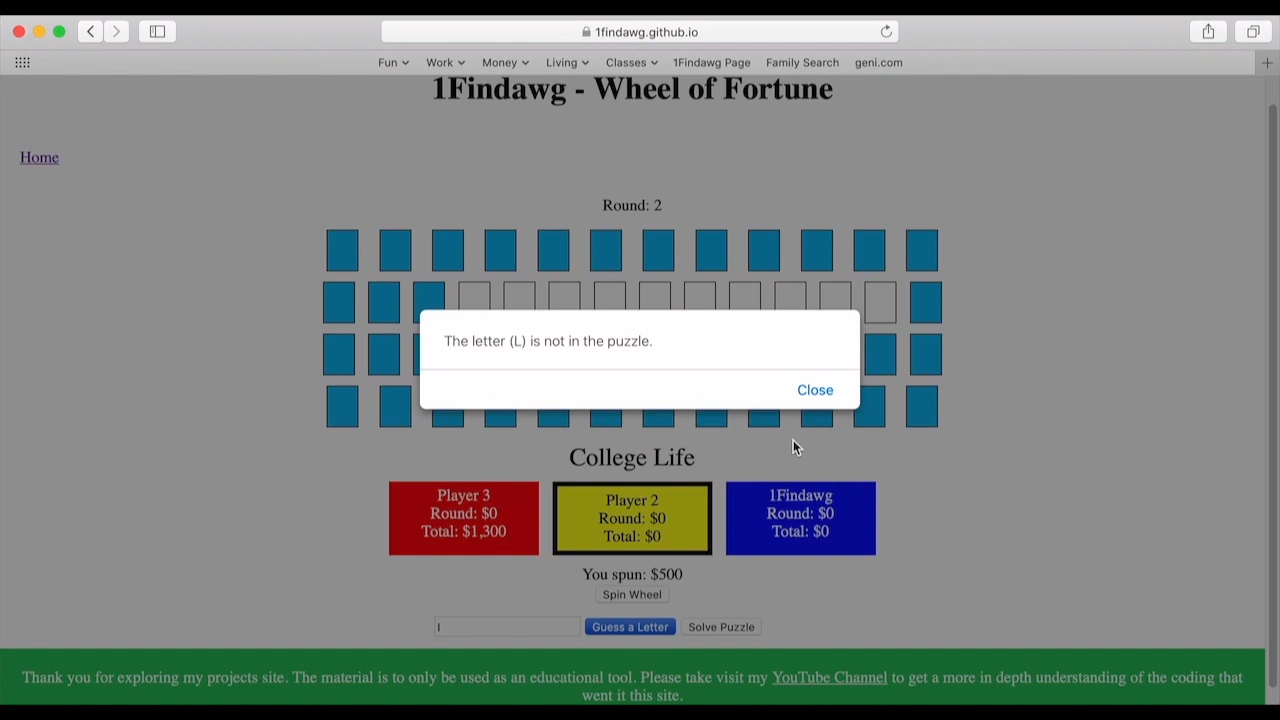 1findawg.github.io
Fun Work Money Living Classes 1Findawg Page Family Search geni.com
1Findawg - Wheel of Fortune
Home
Round: 2
The letter (L) is not in the puzzle.
Close
College Life
Player 3
Round: $0
Total: $1,300
Player 2
Round: $0
Total: $0
1Findawg
Round: $0
Total: $0
You spun: $500
Spin Wheel
l Guess a Letter Solve Puzzle
Thank you for exploring my projects site. The material is to only be used as an educational tool. Please take visit my YouTube Channel to get a more in depth understanding of the coding that
went it this site.